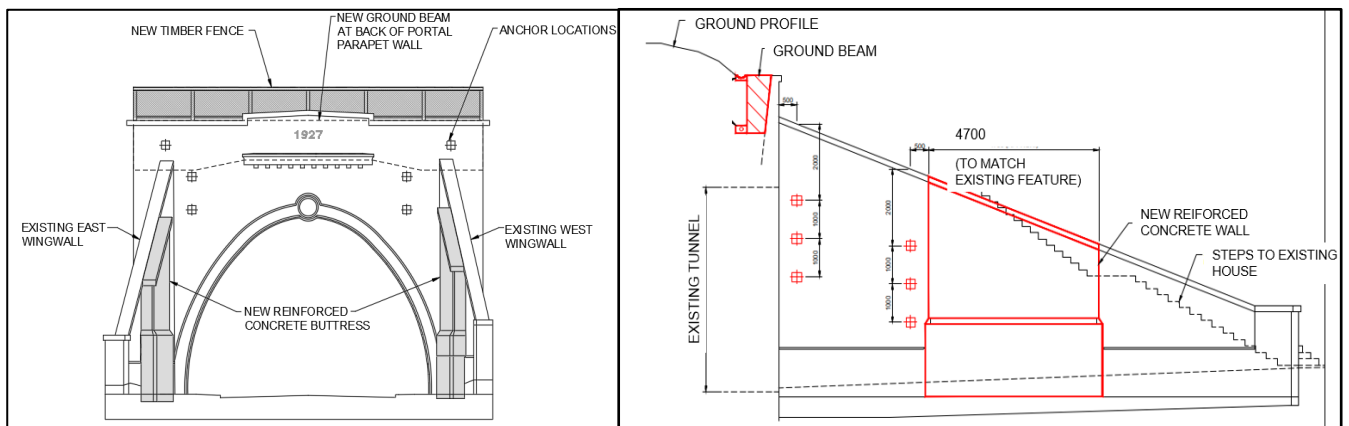 NEW TIMBER FENCE
NEW GROUND BEAM
AT BACK OF PORTAL
PARAPET WALL
ANCHOR LOCATIONS
1927
EXISTING EAST
WINGWALL
EXISTING WEST
WINGWALL
NEW REINFORCED
CONCRETE BUTTRESS
GROUND PROFILE
GROUND BEAM
500
2000
1000
1000
EXISTING TUNNEL
500
4700
(TO MATCH
EXISTING FEATURE)
2000
1000
1000
NEW REIFORCED
CONCRETE WALL
STEPS TO EXISTING
HOUSE